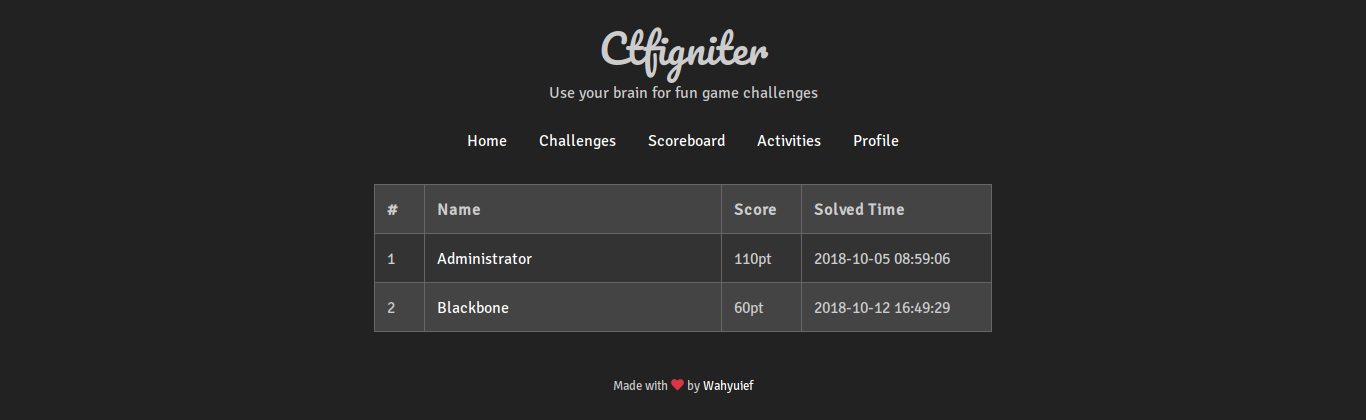 Ctfigniter
Use your brain for fun game challenges
Home Challenges Scoreboard Activities Profile
# Name Score Solved Time
1 Administrator 110pt 2018-10-05 08:59:06
2 Blackbone 60pt 2018-10-12 16:49:29
Made with ❤ by Wahyuief